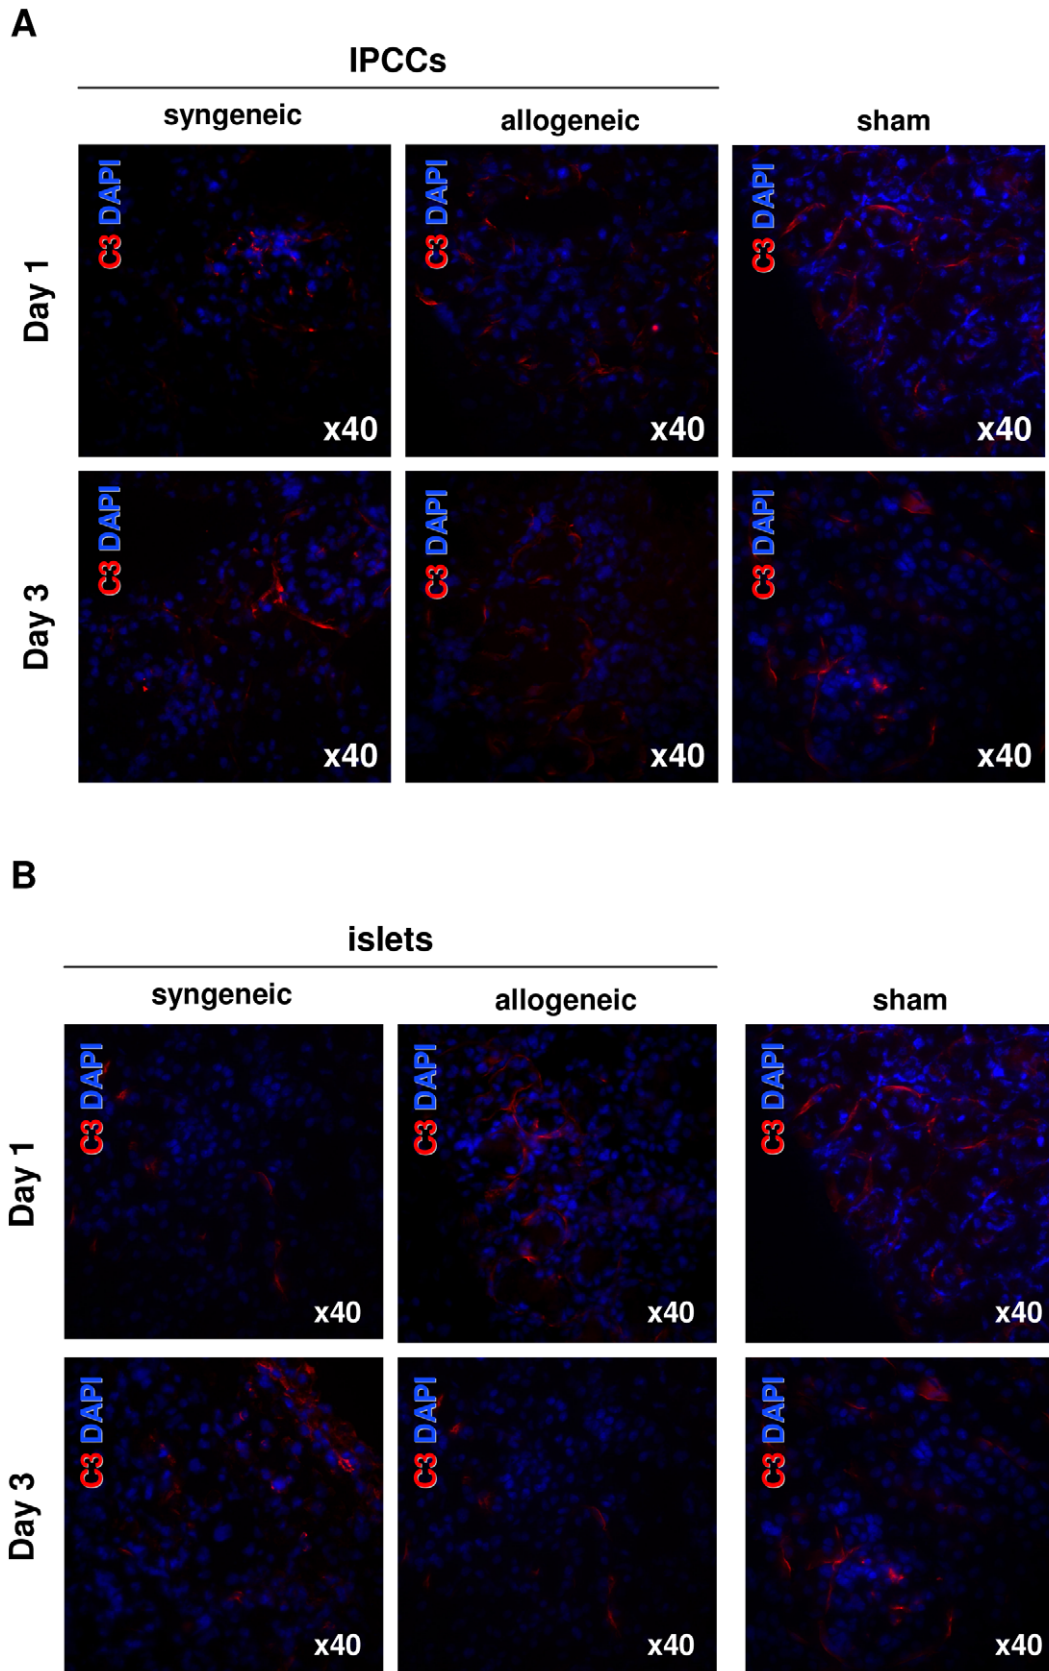 A
IPCCs
syngeneic allogeneic sham
Day 1
C3 DAPI C3 DAPI C3 DAPI
x40 x40 x40
Day 3
C3 DAPI C3 DAPI C3 DAPI
x40 x40 x40
B
islets
syngeneic allogeneic sham
Day 1
C3 DAPI C3 DAPI C3 DAPI
x40 x40 x40
Day 3
C3 DAPI C3 DAPI C3 DAPI
x40 x40 x40